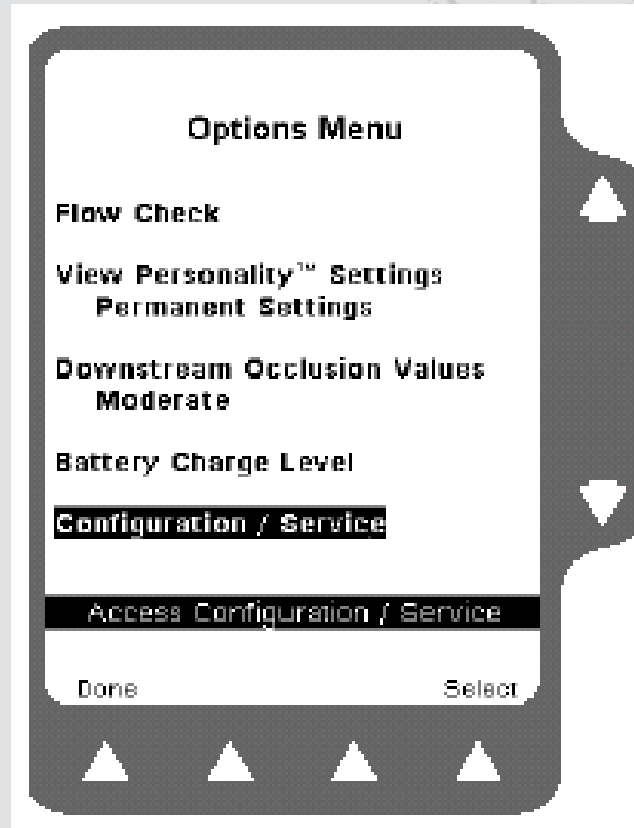 Options Menu
Flow Check
View Personality™ Settings
Permanent Settings
Downstream Occlusion Values
Moderate
Battery Charge Level
Configuration / Service
Access Configuration / Service
Done Select